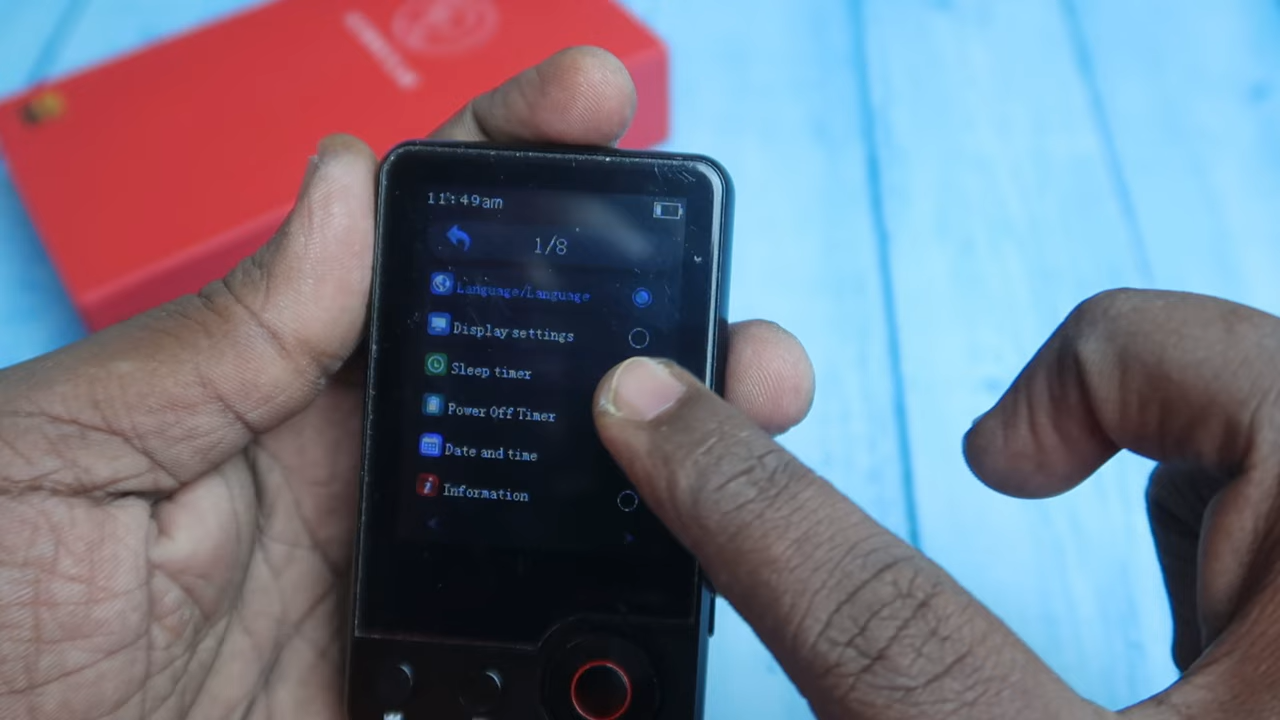 11:49am
1/8
Language/Language
Display settings
Sleep timer
Power Off Timer
Date and time
Information